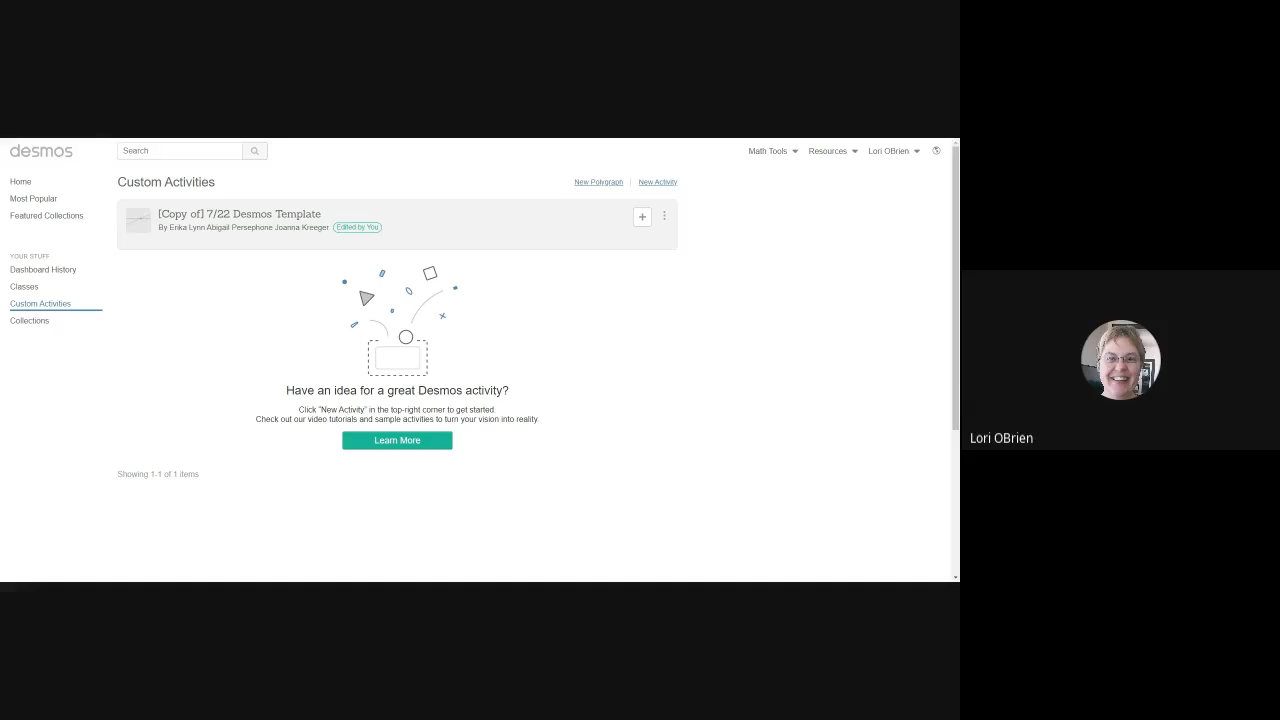 desmos
Search
Math Tools
Resources
Lori OBrien
Home
Most Popular
Featured Collections
YOUR STUFF
Dashboard History
Classes
Custom Activities
Collections
Custom Activities
New Polygraph
New Activity
[Copy of] 7/22 Desmos Template
By Erika Lynn Abigail Persephone Joanna Kreeger Edited by You
Have an idea for a great Desmos activity?
Click "New Activity" in the top-right corner to get started.
Check out our video tutorials and sample activities to turn your vision into reality.
Learn More
Showing 1-1 of 1 items
Lori OBrien